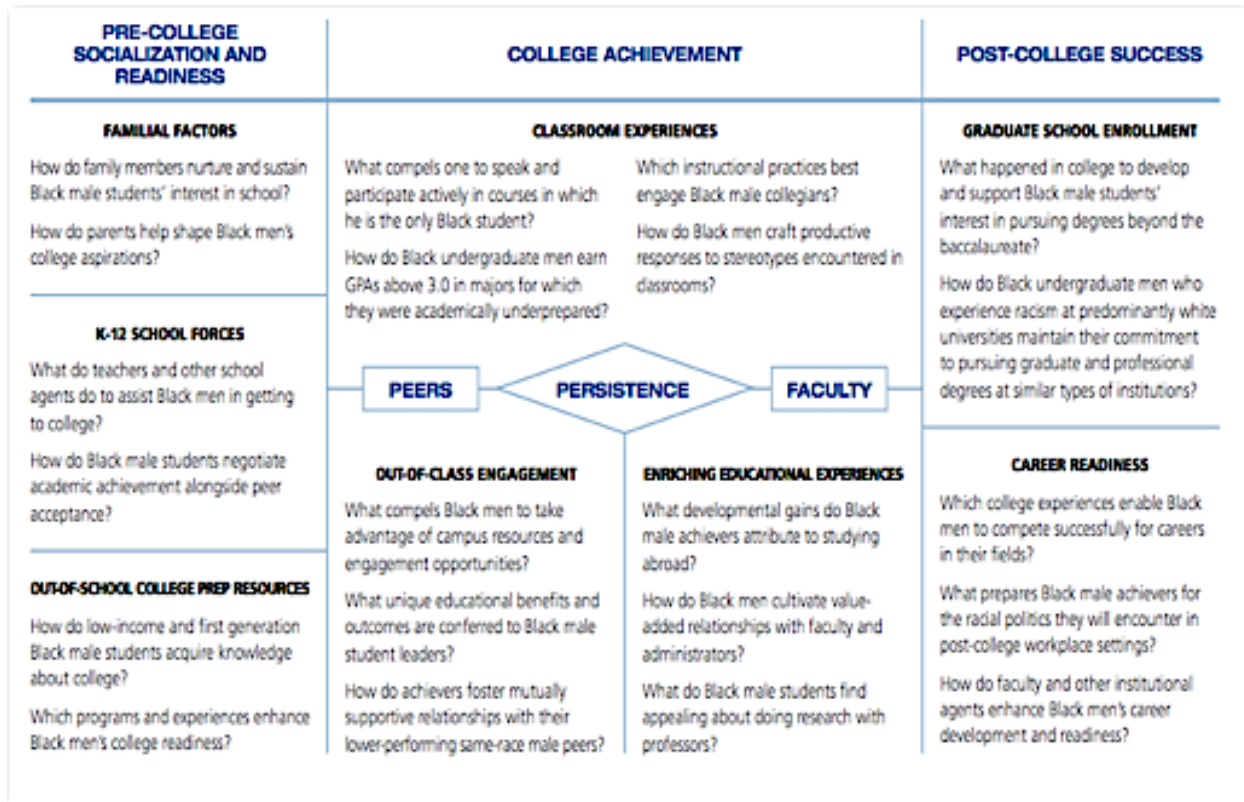 PRE-COLLEGE
SOCIALIZATION AND
READINESS
FAMILIAL FACTORS
How do family members nurture and sustain
Black male students' interest in school?
How do parents help shape Black men's
college aspirations?
K-12 SCHOOL FORCES
What do teachers and other school
agents do to assist Black men in getting
to college?
How do Black male students negotiate
academic achievement alongside peer
acceptance?
OUT-OF-SCHOOL COLLEGE PREP RESOURCES
How do low-income and first generation
Black male students acquire knowledge
about college?
Which programs and experiences enhance
Black men's college readiness?
COLLEGE ACHIEVEMENT
CLASSROOM EXPERIENCES
What compels one to speak and
participate actively in courses in which
he is the only Black student?
How do Black undergraduate men earn
GPAs above 3.0 in majors for which
they were academically underprepared?
Which instructional practices best
engage Black male collegians?
How do Black men craft productive
responses to stereotypes encountered in
classrooms?
PEERS
PERSISTENCE
FACULTY
OUT-OF-CLASS ENGAGEMENT
What compels Black men to take
advantage of campus resources and
engagement opportunities?
What unique educational benefits and
outcomes are conferred to Black male
student leaders?
How do achievers foster mutually
supportive relationships with their
lower-performing same-race male peers?
ENRICHING EDUCATIONAL EXPERIENCES
What developmental gains do Black
male achievers attribute to studying
abroad?
How do Black men cultivate value-
added relationships with faculty and
administrators?
What do Black male students find
appealing about doing research with
professors?
POST-COLLEGE SUCCESS
GRADUATE SCHOOL ENROLLMENT
What happened in college to develop
and support Black male students'
interest in pursuing degrees beyond the
baccalaureate?
How do Black undergraduate men who
experience racism at predominantly white
universities maintain their commitment
to pursuing graduate and professional
degrees at similar types of institutions?
CAREER READINESS
Which college experiences enable Black
men to compete successfully for careers
in their fields?
What prepares Black male achievers for
the racial politics they will encounter in
post-college workplace settings?
How do faculty and other institutional
agents enhance Black men's career
development and readiness?